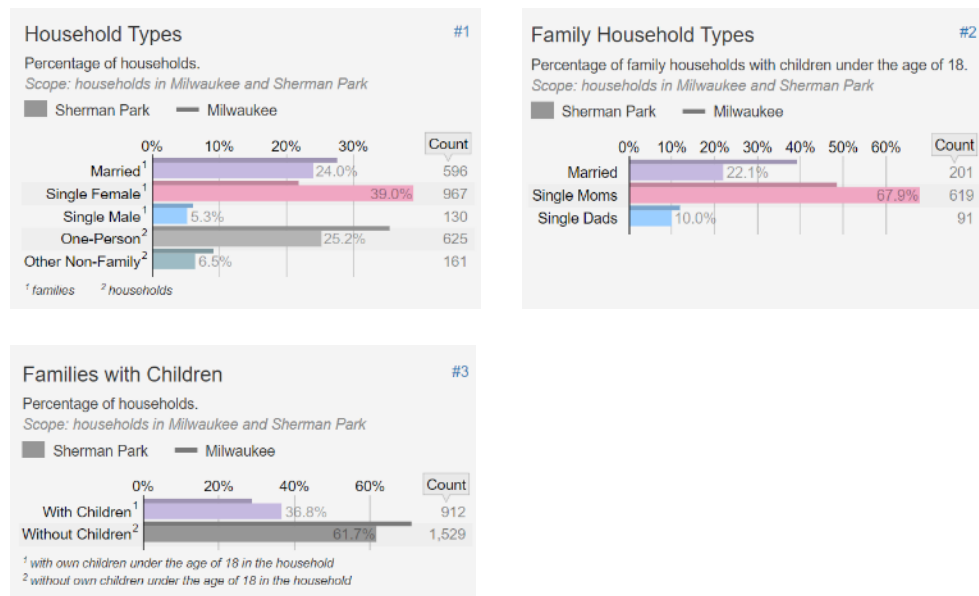 Household Types #1
Percentage of households.
Scope: households in Milwaukee and Sherman Park
Sherman Park Milwaukee
0% 10% 20% 30% Count
Married¹ 24.0% 596
Single Female¹ 39.0% 967
Single Male¹ 5.3% 130
One-Person² 25.2% 625
Other Non-Family² 6.5% 161
¹ families ² households
Family Household Types #2
Percentage of family households with children under the age of 18.
Scope: households in Milwaukee and Sherman Park
Sherman Park Milwaukee
0% 10% 20% 30% 40% 50% 60% Count
Married 22.1% 201
Single Moms 67.9% 619
Single Dads 10.0% 91
Families with Children #3
Percentage of households.
Scope: households in Milwaukee and Sherman Park
Sherman Park Milwaukee
0% 20% 40% 60% Count
With Children¹ 36.8% 912
Without Children² 61.7% 1,529
¹ with own children under the age of 18 in the household
² without own children under the age of 18 in the household